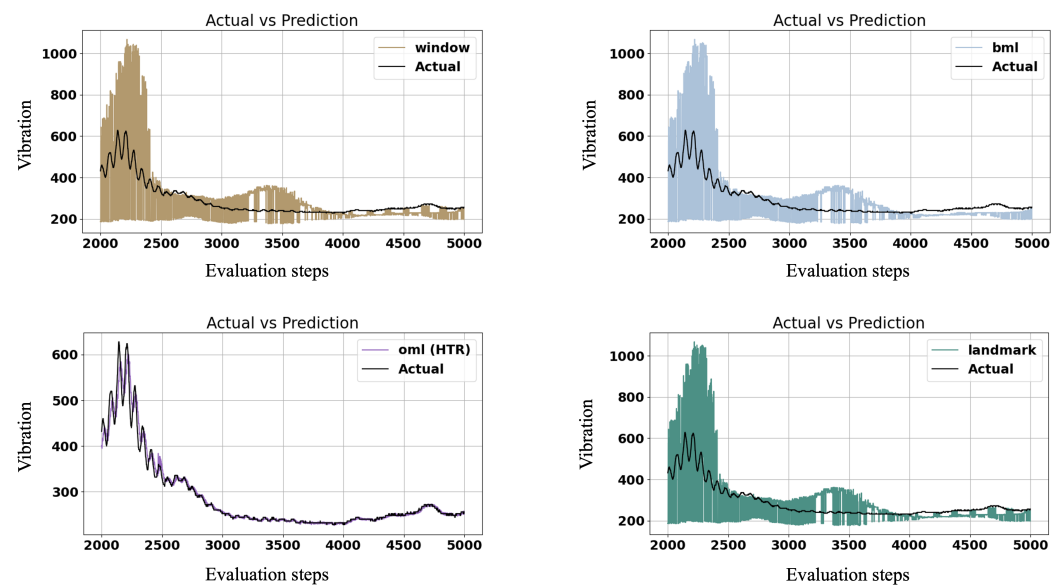 Actual vs Prediction
window
Actual
1000
800
600
400
200
2000 2500 3000 3500 4000 4500 5000
Vibration
Evaluation steps
Actual vs Prediction
bml
Actual
1000
800
600
400
200
2000 2500 3000 3500 4000 4500 5000
Vibration
Evaluation steps
Actual vs Prediction
oml (HTR)
Actual
600
500
400
300
2000 2500 3000 3500 4000 4500 5000
Vibration
Evaluation steps
Actual vs Prediction
landmark
Actual
1000
800
600
400
200
2000 2500 3000 3500 4000 4500 5000
Vibration
Evaluation steps